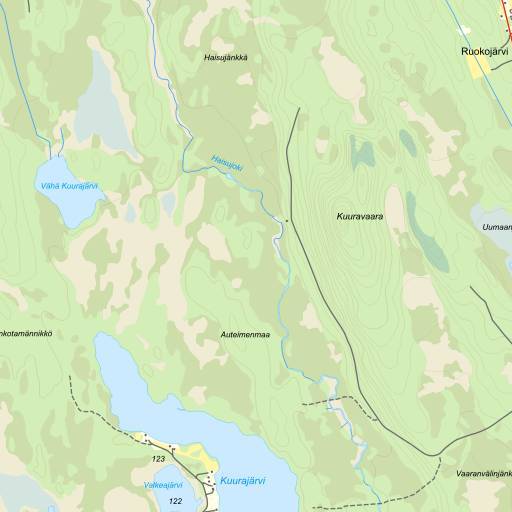 Ruokojärvi
Haisujänkkä
Haisujoki
Vähä Kuurajärvi
Kuuravaara
Uumaan
nkotamännikkö
Auteimenmaa
123
Kuurajärvi
Valkeajärvi
122
Vaaranvälinjänk